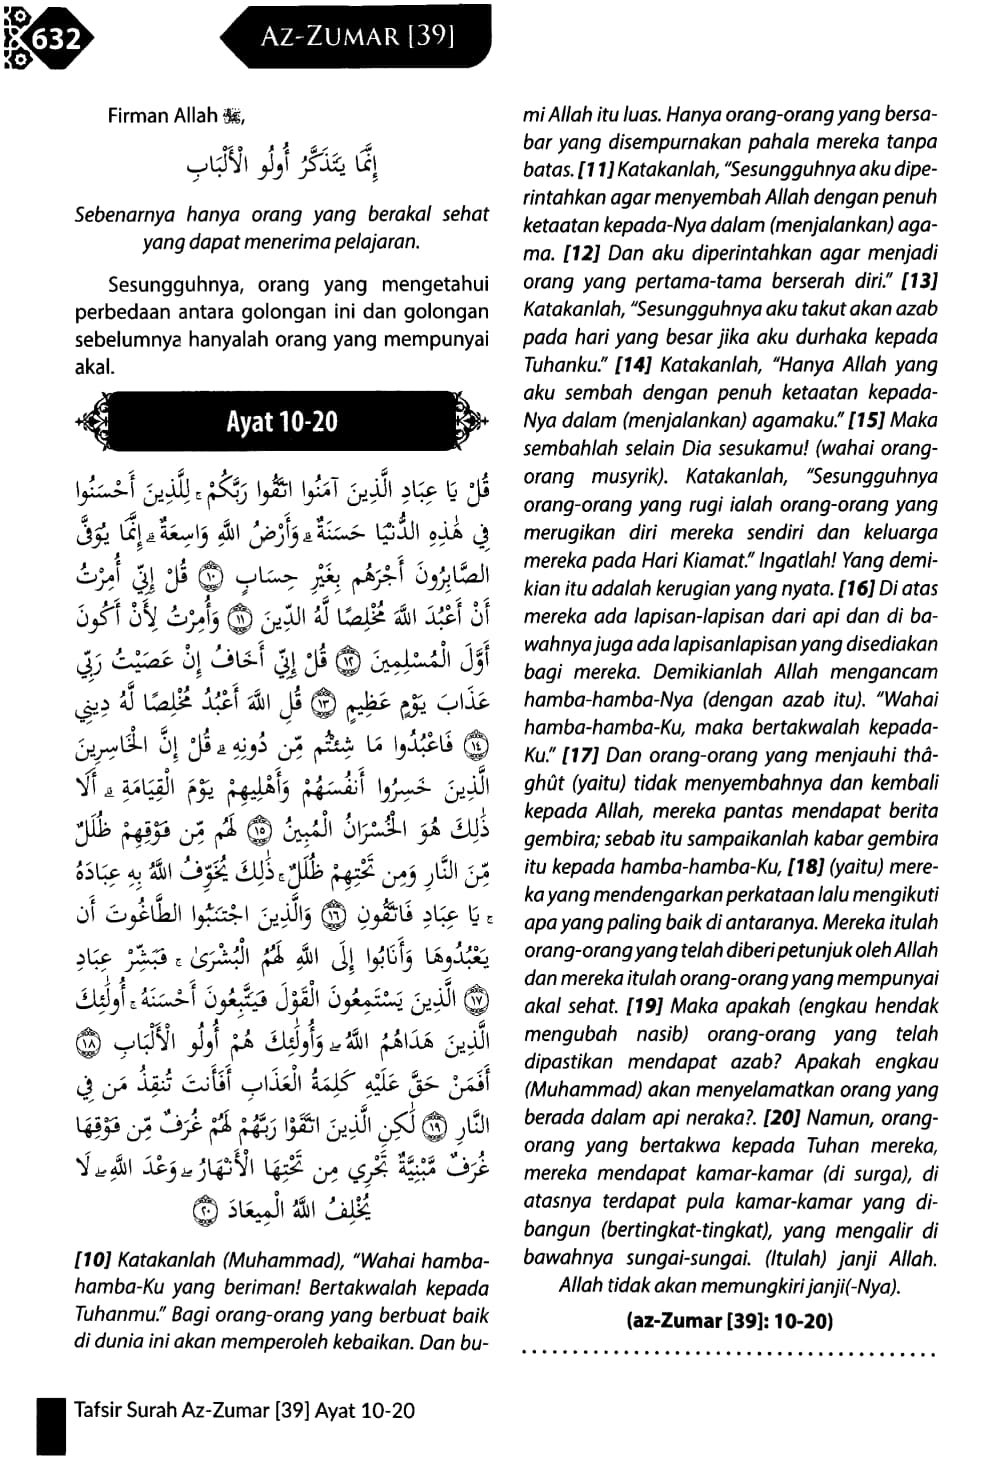 632
AZ-ZUMAR [39]
Firman Allah ﷻ,
إِنَّمَا يَتَذَكَّرُ أُولُو الْأَلْبَابِ
Sebenarnya hanya orang yang berakal sehat
yang dapat menerima pelajaran.
Sesungguhnya, orang yang mengetahui
perbedaan antara golongan ini dan golongan
sebelumnya hanyalah orang yang mempunyai
akal.
Ayat 10-20
قُلْ يَا عِبَادِ الَّذِينَ آمَنُوا اتَّقُوا رَبَّكُمْ ۚ لِلَّذِينَ أَحْسَنُوا
فِي هَٰذِهِ الدُّنْيَا حَسَنَةٌ ۗ وَأَرْضُ اللَّهِ وَاسِعَةٌ ۗ إِنَّمَا يُوَفَّى
الصَّابِرُونَ أَجْرَهُم بِغَيْرِ حِسَابٍ ﴿١٠﴾ قُلْ إِنِّي أُمِرْتُ
أَنْ أَعْبُدَ اللَّهَ مُخْلِصًا لَّهُ الدِّينَ ﴿١١﴾ وَأُمِرْتُ لِأَنْ أَكُونَ
أَوَّلَ الْمُسْلِمِينَ ﴿١٢﴾ قُلْ إِنِّي أَخَافُ إِنْ عَصَيْتُ رَبِّي
عَذَابَ يَوْمٍ عَظِيمٍ ﴿١٣﴾ قُلِ اللَّهَ أَعْبُدُ مُخْلِصًا لَّهُ دِينِي
﴿١٤﴾ فَاعْبُدُوا مَا شِئْتُم مِّن دُونِهِ ۗ قُلْ إِنَّ الْخَاسِرِينَ
الَّذِينَ خَسِرُوا أَنفُسَهُمْ وَأَهْلِيهِمْ يَوْمَ الْقِيَامَةِ ۗ أَلَا
ذَٰلِكَ هُوَ الْخُسْرَانُ الْمُبِينُ ﴿١٥﴾ لَهُم مِّن فَوْقِهِمْ ظُلَلٌ
مِّنَ النَّارِ وَمِن تَحْتِهِمْ ظُلَلٌ ۚ ذَٰلِكَ يُخَوِّفُ اللَّهُ بِهِ عِبَادَهُ
ۚ يَا عِبَادِ فَاتَّقُونِ ﴿١٦﴾ وَالَّذِينَ اجْتَنَبُوا الطَّاغُوتَ أَن
يَعْبُدُوهَا وَأَنَابُوا إِلَى اللَّهِ لَهُمُ الْبُشْرَىٰ ۚ فَبَشِّرْ عِبَادِ
﴿١٧﴾ الَّذِينَ يَسْتَمِعُونَ الْقَوْلَ فَيَتَّبِعُونَ أَحْسَنَهُ ۚ أُولَٰئِكَ
الَّذِينَ هَدَاهُمُ اللَّهُ ۖ وَأُولَٰئِكَ هُمْ أُولُو الْأَلْبَابِ ﴿١٨﴾
أَفَمَنْ حَقَّ عَلَيْهِ كَلِمَةُ الْعَذَابِ أَفَأَنتَ تُنقِذُ مَن فِي
النَّارِ ﴿١٩﴾ لَٰكِنِ الَّذِينَ اتَّقَوْا رَبَّهُمْ لَهُمْ غُرَفٌ مِّن فَوْقِهَا
غُرَفٌ مَّبْنِيَّةٌ تَجْرِي مِن تَحْتِهَا الْأَنْهَارُ ۖ وَعْدَ اللَّهِ ۖ لَا
يُخْلِفُ اللَّهُ الْمِيعَادَ ﴿٢٠﴾
[10] Katakanlah (Muhammad), “Wahai hamba-
hamba-Ku yang beriman! Bertakwalah kepada
Tuhanmu.” Bagi orang-orang yang berbuat baik
di dunia ini akan memperoleh kebaikan. Dan bu-
mi Allah itu luas. Hanya orang-orang yang bersa-
bar yang disempurnakan pahala mereka tanpa
batas. [11] Katakanlah, “Sesungguhnya aku dipe-
rintahkan agar menyembah Allah dengan penuh
ketaatan kepada-Nya dalam (menjalankan) aga-
ma. [12] Dan aku diperintahkan agar menjadi
orang yang pertama-tama berserah diri.” [13]
Katakanlah, “Sesungguhnya aku takut akan azab
pada hari yang besar jika aku durhaka kepada
Tuhanku.” [14] Katakanlah, “Hanya Allah yang
aku sembah dengan penuh ketaatan kepada-
Nya dalam (menjalankan) agamaku.” [15] Maka
sembahlah selain Dia sesukamu! (wahai orang-
orang musyrik). Katakanlah, “Sesungguhnya
orang-orang yang rugi ialah orang-orang yang
merugikan diri mereka sendiri dan keluarga
mereka pada Hari Kiamat.” Ingatlah! Yang demi-
kian itu adalah kerugian yang nyata. [16] Di atas
mereka ada lapisan-lapisan dari api dan di ba-
wahnya juga ada lapisanlapisan yang disediakan
bagi mereka. Demikianlah Allah mengancam
hamba-hamba-Nya (dengan azab itu). “Wahai
hamba-hamba-Ku, maka bertakwalah kepada-
Ku.” [17] Dan orang-orang yang menjauhi thâ-
ghût (yaitu) tidak menyembahnya dan kembali
kepada Allah, mereka pantas mendapat berita
gembira; sebab itu sampaikanlah kabar gembira
itu kepada hamba-hamba-Ku, [18] (yaitu) mere-
ka yang mendengarkan perkataan lalu mengikuti
apa yang paling baik di antaranya. Mereka itulah
orang-orang yang telah diberi petunjuk oleh Allah
dan mereka itulah orang-orang yang mempunyai
akal sehat. [19] Maka apakah (engkau hendak
mengubah nasib) orang-orang yang telah
dipastikan mendapat azab? Apakah engkau
(Muhammad) akan menyelamatkan orang yang
berada dalam api neraka?. [20] Namun, orang-
orang yang bertakwa kepada Tuhan mereka,
mereka mendapat kamar-kamar (di surga), di
atasnya terdapat pula kamar-kamar yang di-
bangun (bertingkat-tingkat), yang mengalir di
bawahnya sungai-sungai. (Itulah) janji Allah.
Allah tidak akan memungkiri janji(-Nya).
(az-Zumar [39]: 10-20)
Tafsir Surah Az-Zumar [39] Ayat 10-20